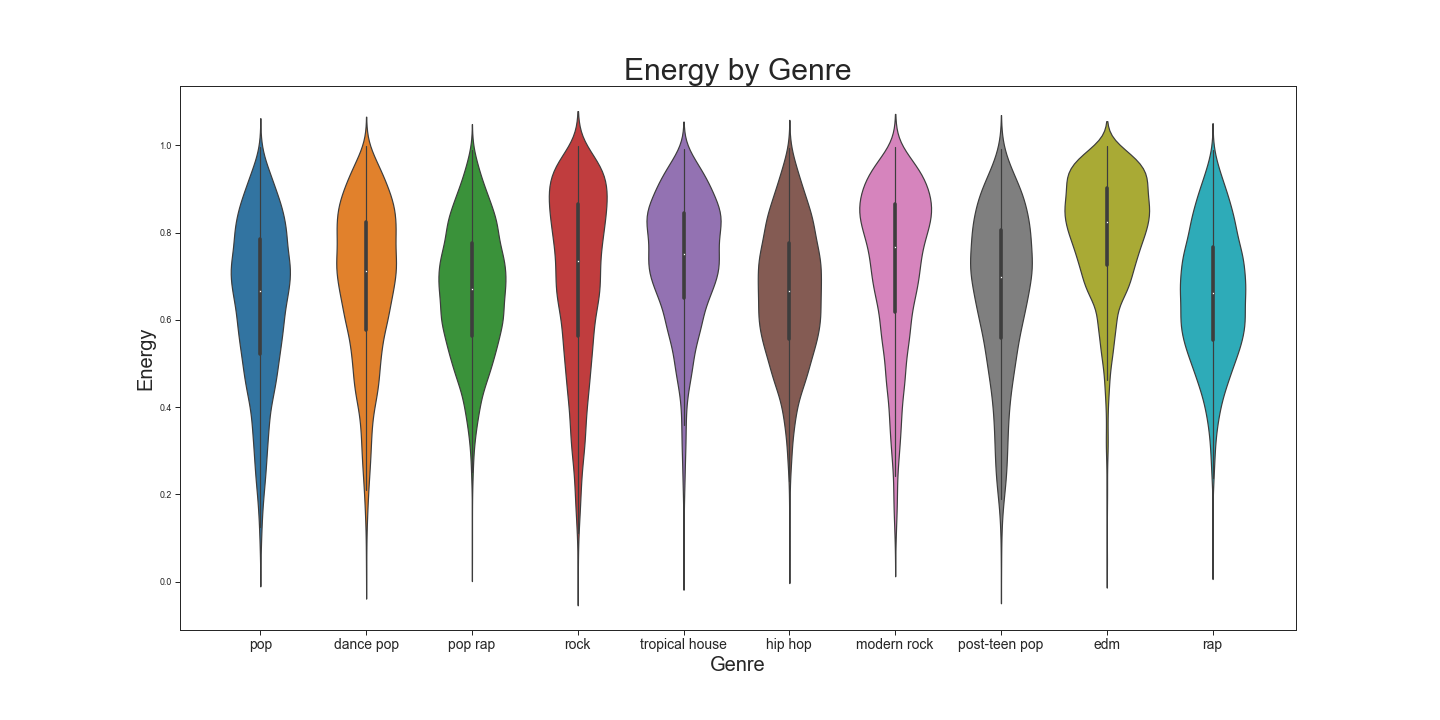 Energy by Genre
1.0
0.8
0.6
0.4
0.2
0.0
Energy
pop dance pop pop rap rock tropical house hip hop modern rock post-teen pop edm rap
Genre